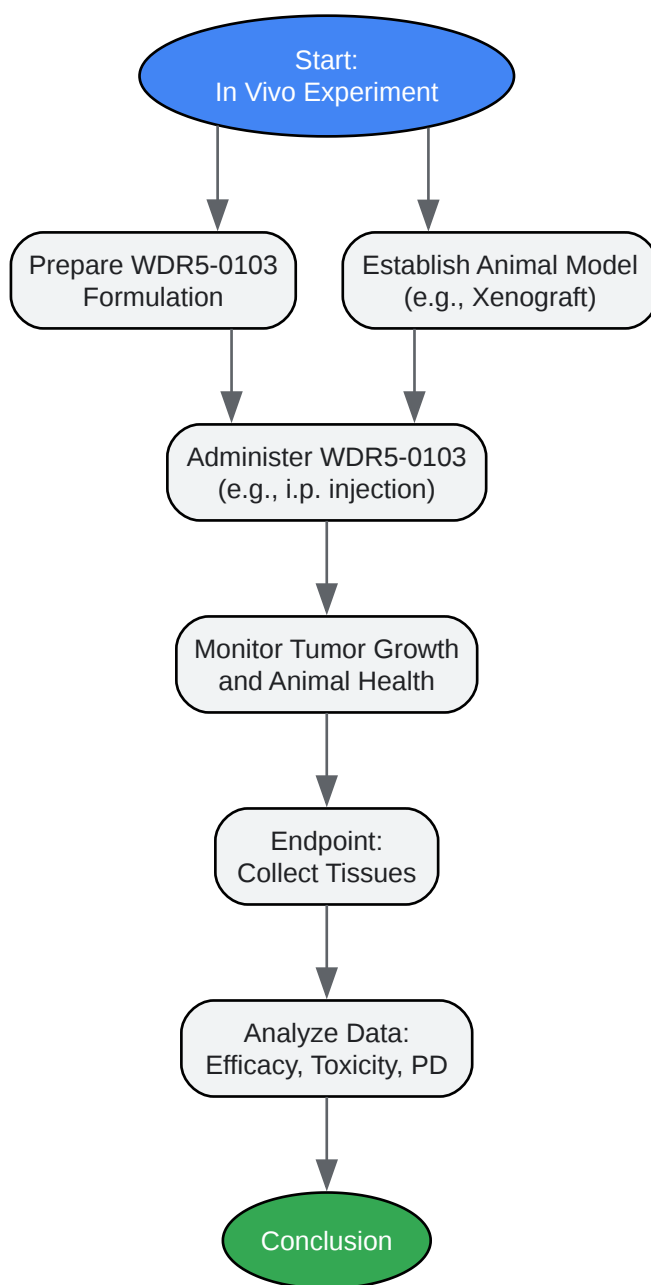 Start:
In Vivo Experiment
Prepare WDR5-0103
Formulation
Establish Animal Model
(e.g., Xenograft)
Administer WDR5-0103
(e.g., i.p. injection)
Monitor Tumor Growth
and Animal Health
Endpoint:
Collect Tissues
Analyze Data:
Efficacy, Toxicity, PD
Conclusion